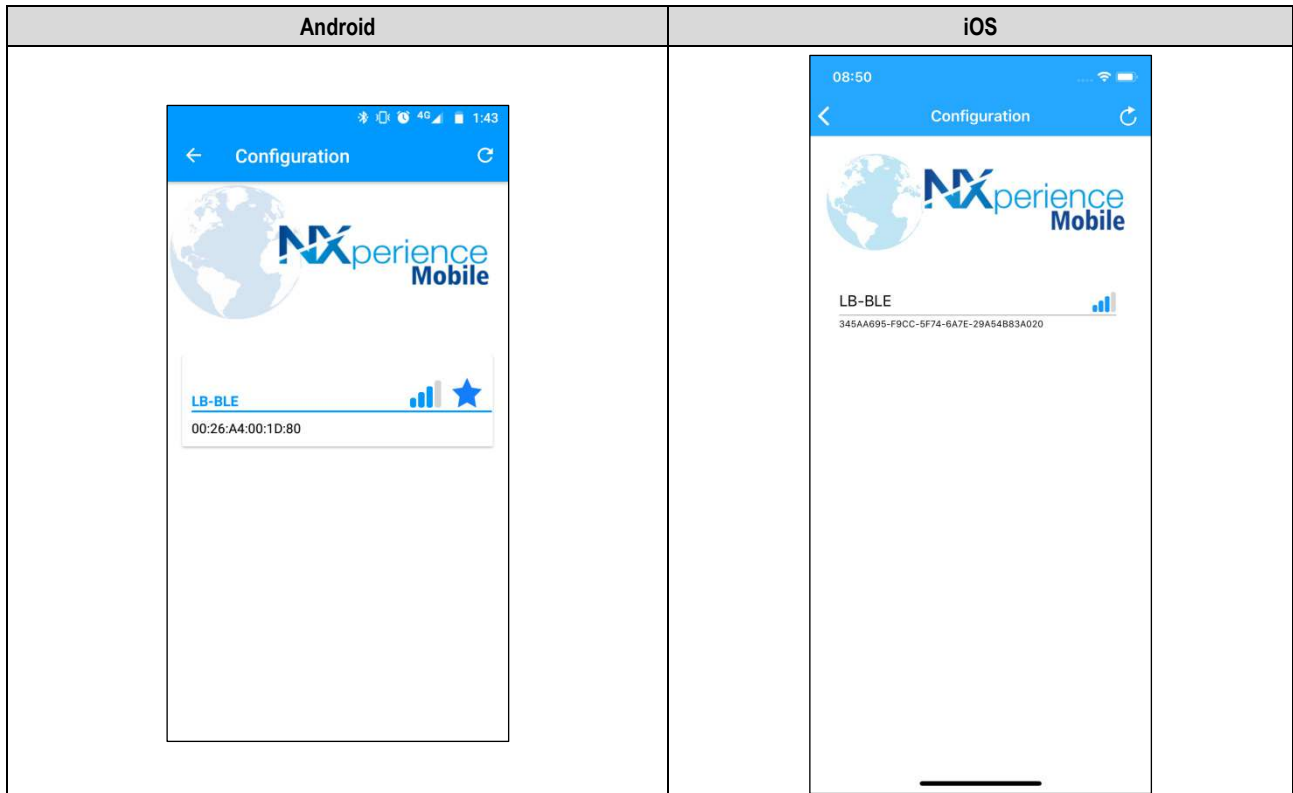 Android
iOS
4G 1:43
Configuration
NXperience
Mobile
LB-BLE
00:26:A4:00:1D:80
08:50
Configuration
NXperience
Mobile
LB-BLE
345AA695-F9CC-5F74-6A7E-29A54B83A020